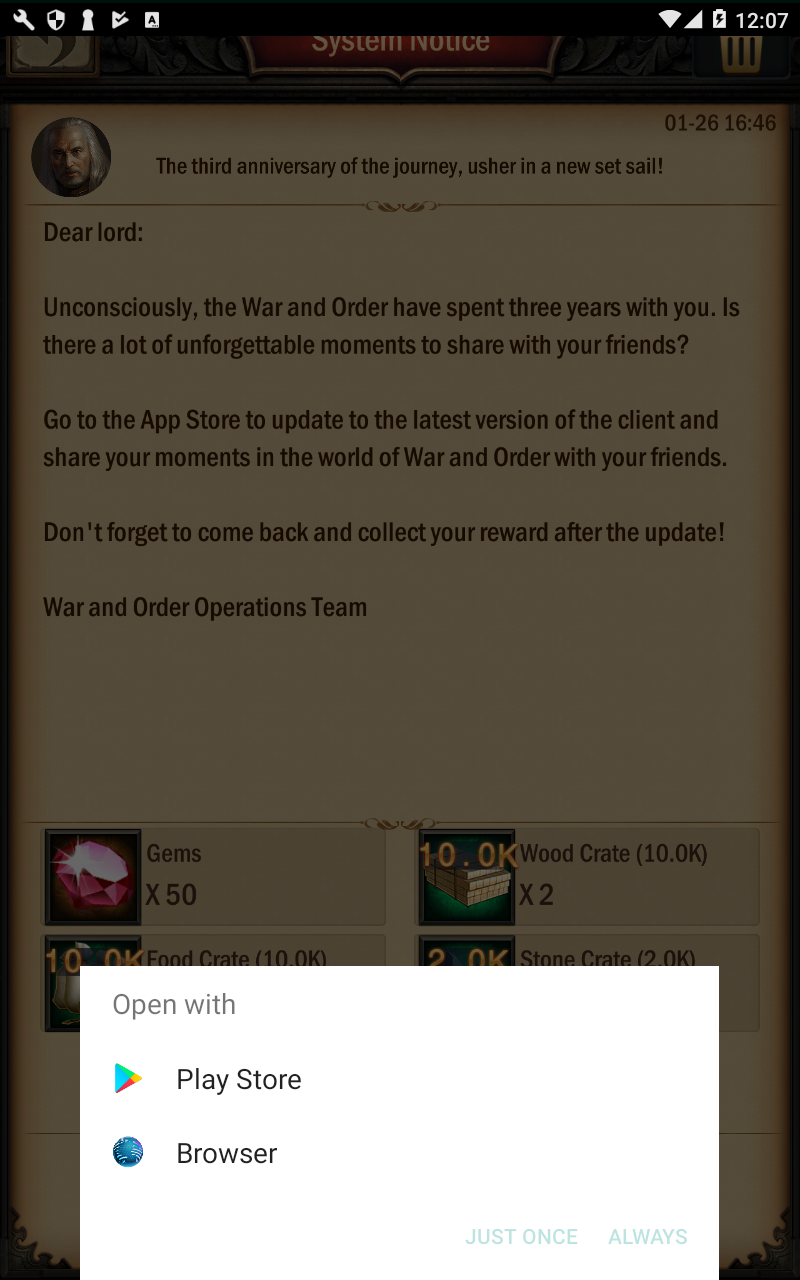 12:07
System Notice
01-26 16:46
The third anniversary of the journey, usher in a new set sail!
Dear lord:
Unconsciously, the War and Order have spent three years with you. Is
there a lot of unforgettable moments to share with your friends?
Go to the App Store to update to the latest version of the client and
share your moments in the world of War and Order with your friends.
Don't forget to come back and collect your reward after the update!
War and Order Operations Team
Gems
X 50
10.0K
Wood Crate (10.0K)
X 2
10.0K
Food Crate (10.0K)
2.0K
Stone Crate (2.0K)
Open with
Play Store
Browser
JUST ONCE ALWAYS